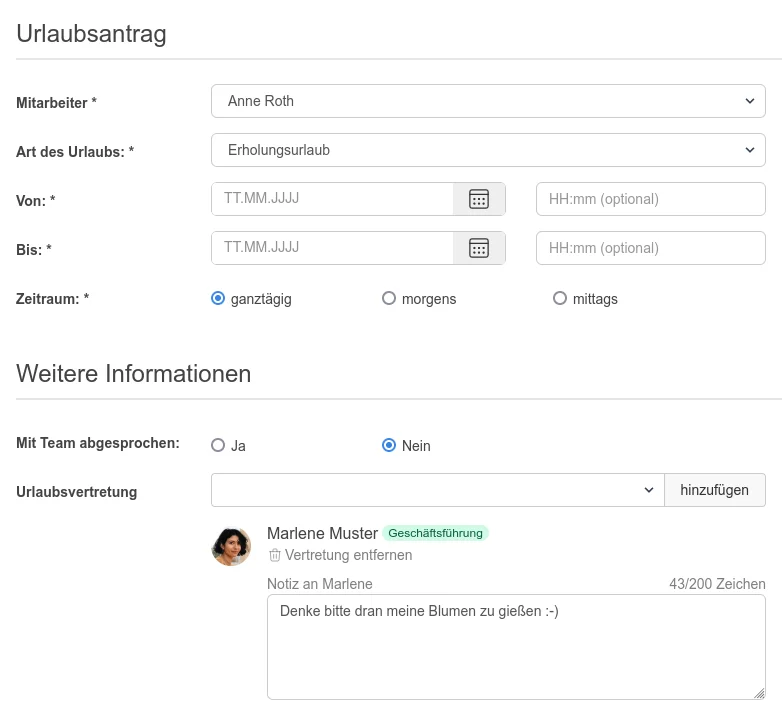 Urlaubsantrag
Mitarbeiter * Anne Roth
Art des Urlaubs: * Erholungsurlaub
Von: * TT.MM.JJJJ HH:mm (optional)
Bis: * TT.MM.JJJJ HH:mm (optional)
Zeitraum: * ganztägig morgens mittags
Weitere Informationen
Mit Team abgesprochen: Ja Nein
Urlaubsvertretung hinzufügen
Marlene Muster Geschäftsführung
Vertretung entfernen
Notiz an Marlene 43/200 Zeichen
Denke bitte dran meine Blumen zu gießen :-)